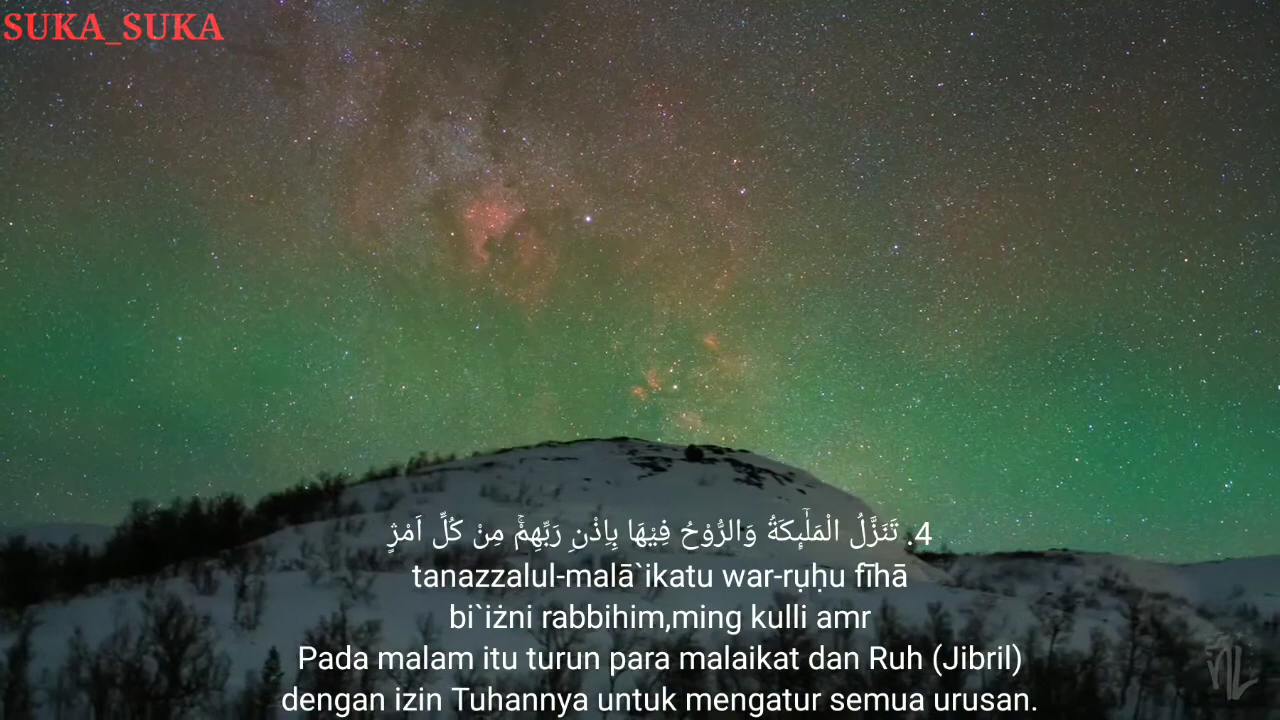 SUKA_SUKA
4. تَنَزَّلُ الْمَلٰۤىِٕكَةُ وَالرُّوْحُ فِيْهَا بِاِذْنِ رَبِّهِمْۚ مِنْ كُلِّ اَمْرٍۛ
tanazzalul-malā`ikatu war-rụḥu fīhā
bi`iżni rabbihim,ming kulli amr
Pada malam itu turun para malaikat dan Ruh (Jibril)
dengan izin Tuhannya untuk mengatur semua urusan.